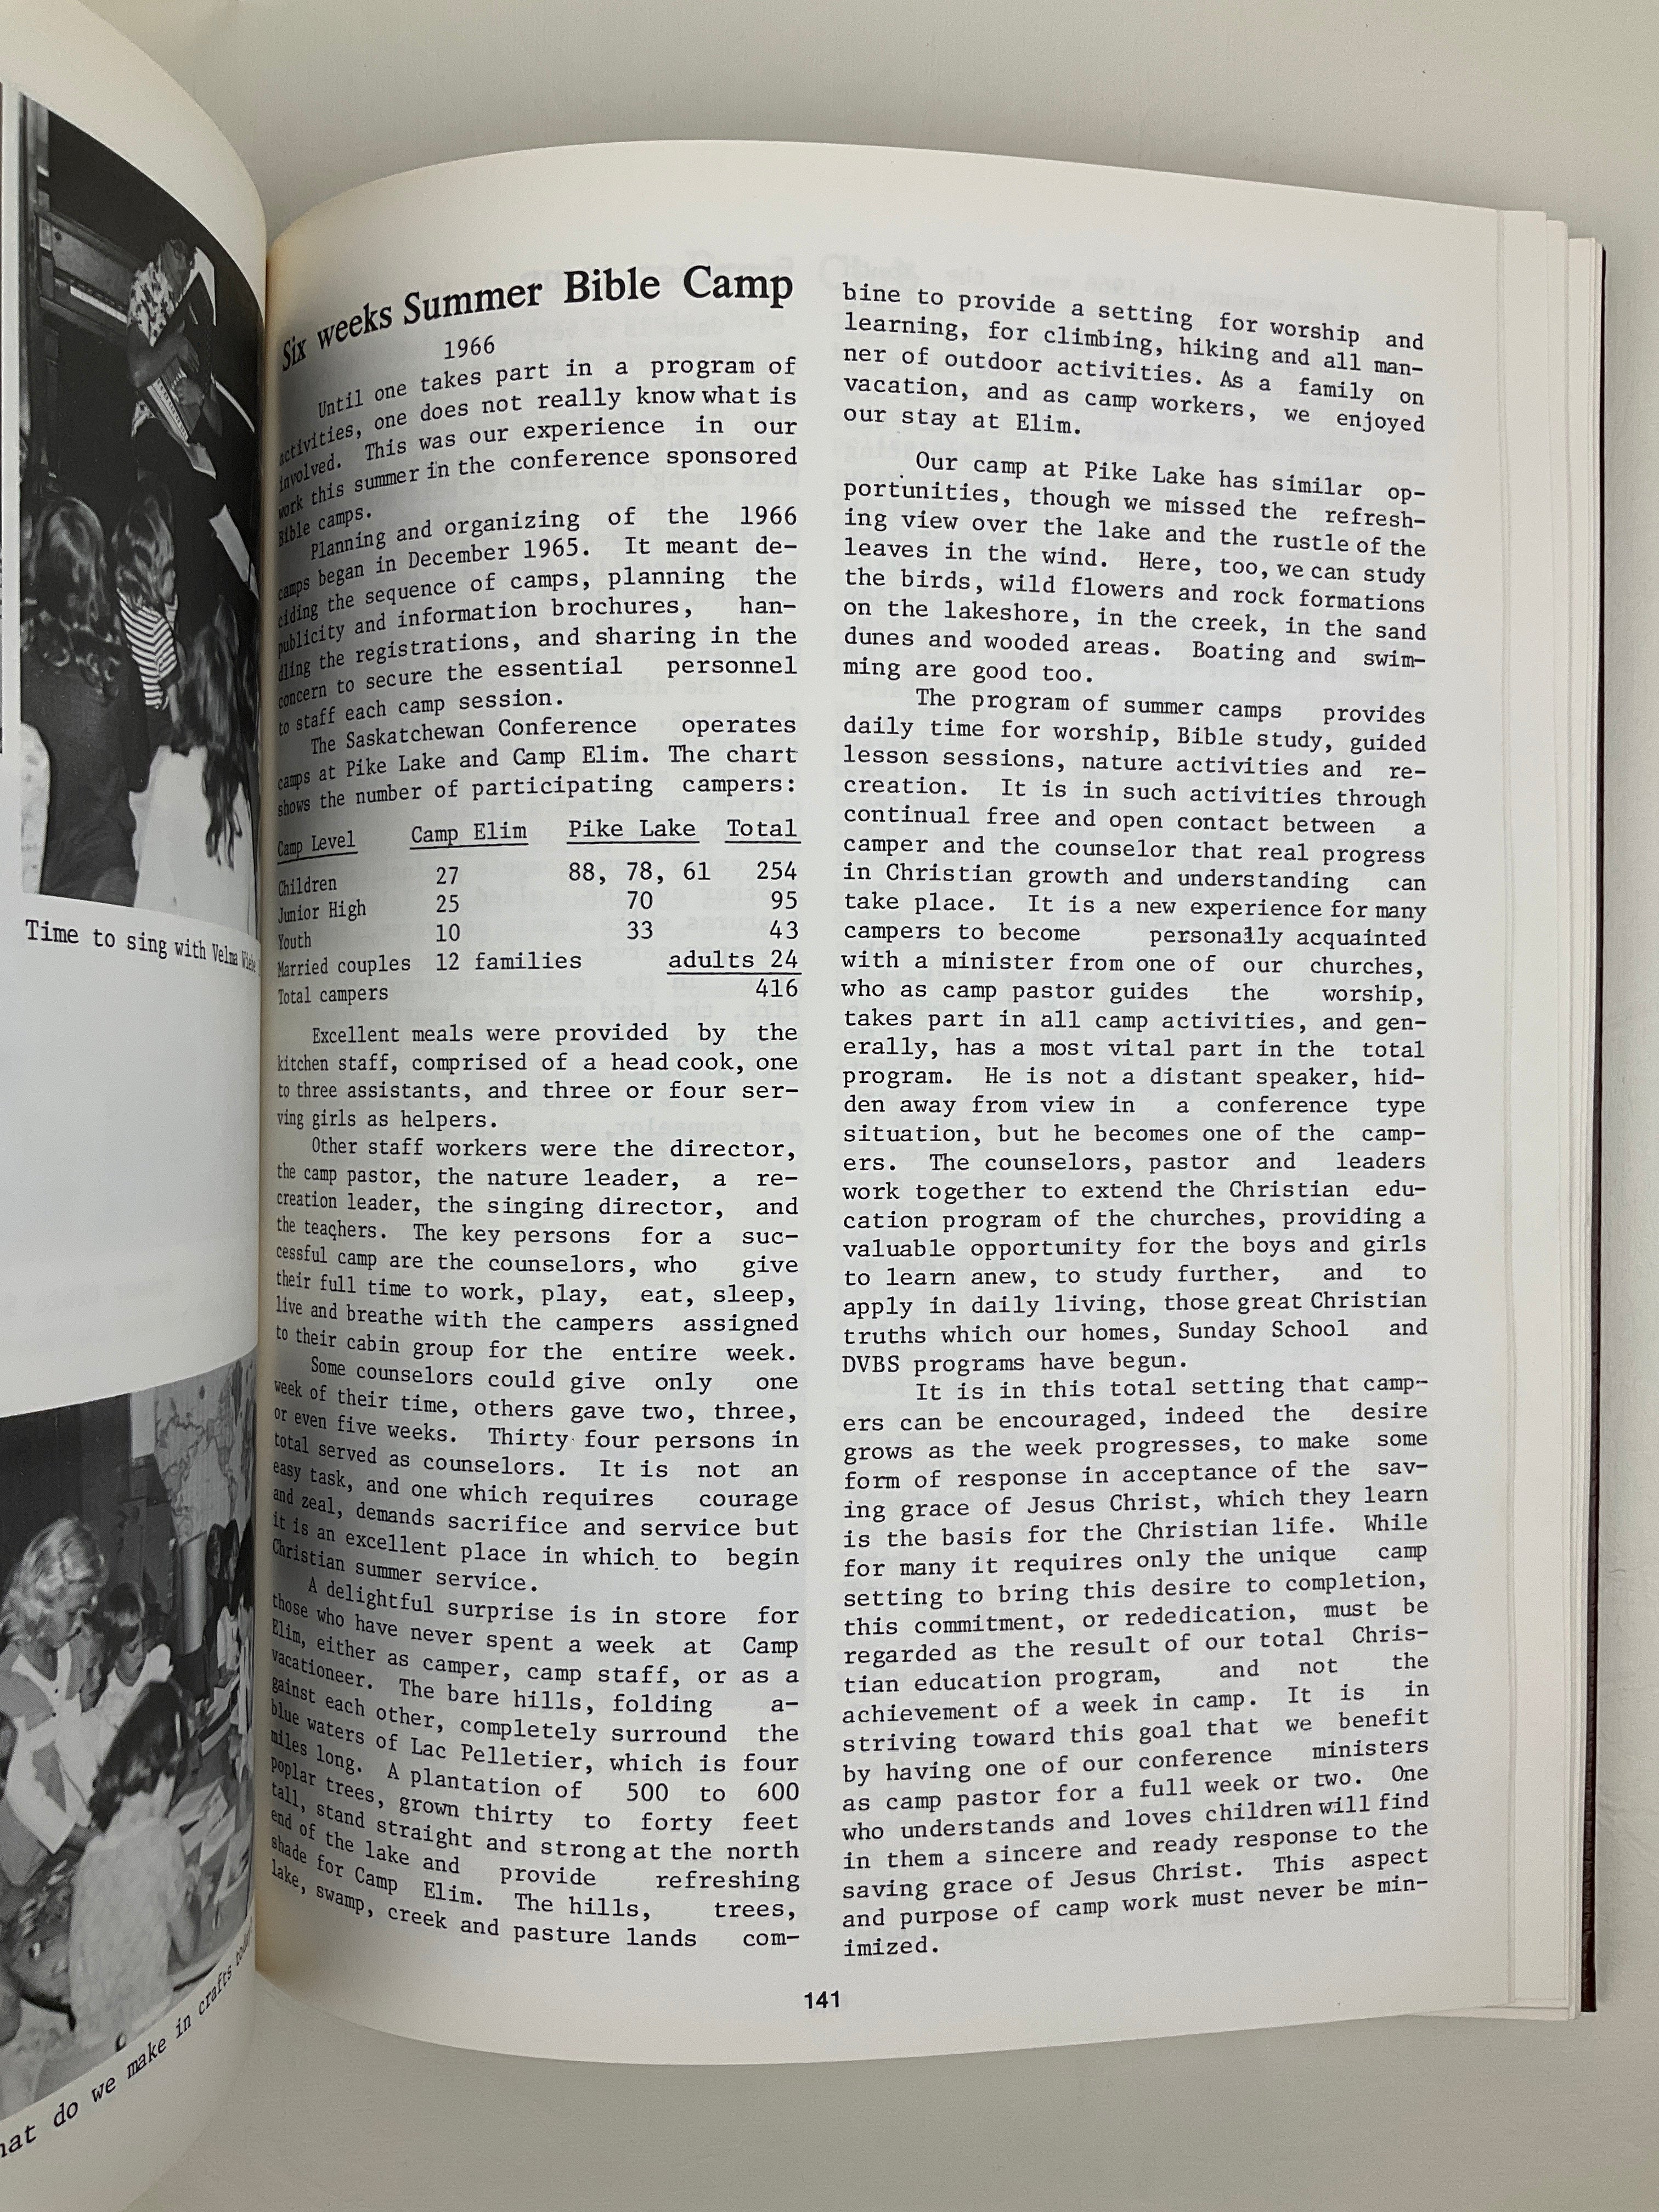 Time to sing with Velma Wiebe
hat do we make in crafts today
Six weeks Summer Bible Camp
1966
Until one takes part in a program of
activities, one does not really know what is
involved. This was our experience in our
work this summer in the conference sponsored
Bible camps.
Planning and organizing of the 1966
camps began in December 1965. It meant de-
ciding the sequence of camps, planning the
publicity and information brochures, han-
dling the registrations, and sharing in the
concern to secure the essential personnel
to staff each camp session.
The Saskatchewan Conference operates
camps at Pike Lake and Camp Elim. The chart
shows the number of participating campers:
Camp Level Camp Elim Pike Lake Total
Children 27 88, 78, 61 254
Junior High 25 70 95
Youth 10 33 43
Married couples 12 families adults 24
Total campers 416
Excellent meals were provided by the
kitchen staff, comprised of a head cook, one
to three assistants, and three or four ser-
ving girls as helpers.
Other staff workers were the director,
the camp pastor, the nature leader, a re-
creation leader, the singing director, and
the teachers. The key persons for a suc-
cessful camp are the counselors, who give
their full time to work, play, eat, sleep,
live and breathe with the campers assigned
to their cabin group for the entire week.
Some counselors could give only one
week of their time, others gave two, three,
or even five weeks. Thirty four persons in
total served as counselors. It is not an
easy task, and one which requires courage
and zeal, demands sacrifice and service but
it is an excellent place in which to begin
Christian summer service.
A delightful surprise is in store for
those who have never spent a week at Camp
Elim, either as camper, camp staff, or as a
vacationeer. The bare hills, folding a-
gainst each other, completely surround the
blue waters of Lac Pelletier, which is four
miles long. A plantation of 500 to 600
poplar trees, grown thirty to forty feet
tall, stand straight and strong at the north
end of the lake and provide refreshing
shade for Camp Elim. The hills, trees,
lake, swamp, creek and pasture lands com-
bine to provide a setting for worship and
learning, for climbing, hiking and all man-
ner of outdoor activities. As a family on
vacation, and as camp workers, we enjoyed
our stay at Elim.
Our camp at Pike Lake has similar op-
portunities, though we missed the refresh-
ing view over the lake and the rustle of the
leaves in the wind. Here, too, we can study
the birds, wild flowers and rock formations
on the lakeshore, in the creek, in the sand
dunes and wooded areas. Boating and swim-
ming are good too.
The program of summer camps provides
daily time for worship, Bible study, guided
lesson sessions, nature activities and re-
creation. It is in such activities through
continual free and open contact between a
camper and the counselor that real progress
in Christian growth and understanding can
take place. It is a new experience for many
campers to become personally acquainted
with a minister from one of our churches,
who as camp pastor guides the worship,
takes part in all camp activities, and gen-
erally, has a most vital part in the total
program. He is not a distant speaker, hid-
den away from view in a conference type
situation, but he becomes one of the camp-
ers. The counselors, pastor and leaders
work together to extend the Christian edu-
cation program of the churches, providing a
valuable opportunity for the boys and girls
to learn anew, to study further, and to
apply in daily living, those great Christian
truths which our homes, Sunday School and
DVBS programs have begun.
It is in this total setting that camp-
ers can be encouraged, indeed the desire
grows as the week progresses, to make some
form of response in acceptance of the sav-
ing grace of Jesus Christ, which they learn
is the basis for the Christian life. While
for many it requires only the unique camp
setting to bring this desire to completion,
this commitment, or rededication, must be
regarded as the result of our total Chris-
tian education program, and not the
achievement of a week in camp. It is in
striving toward this goal that we benefit
by having one of our conference ministers
as camp pastor for a full week or two. One
who understands and loves children will find
in them a sincere and ready response to the
saving grace of Jesus Christ. This aspect
and purpose of camp work must never be min-
imized.
141